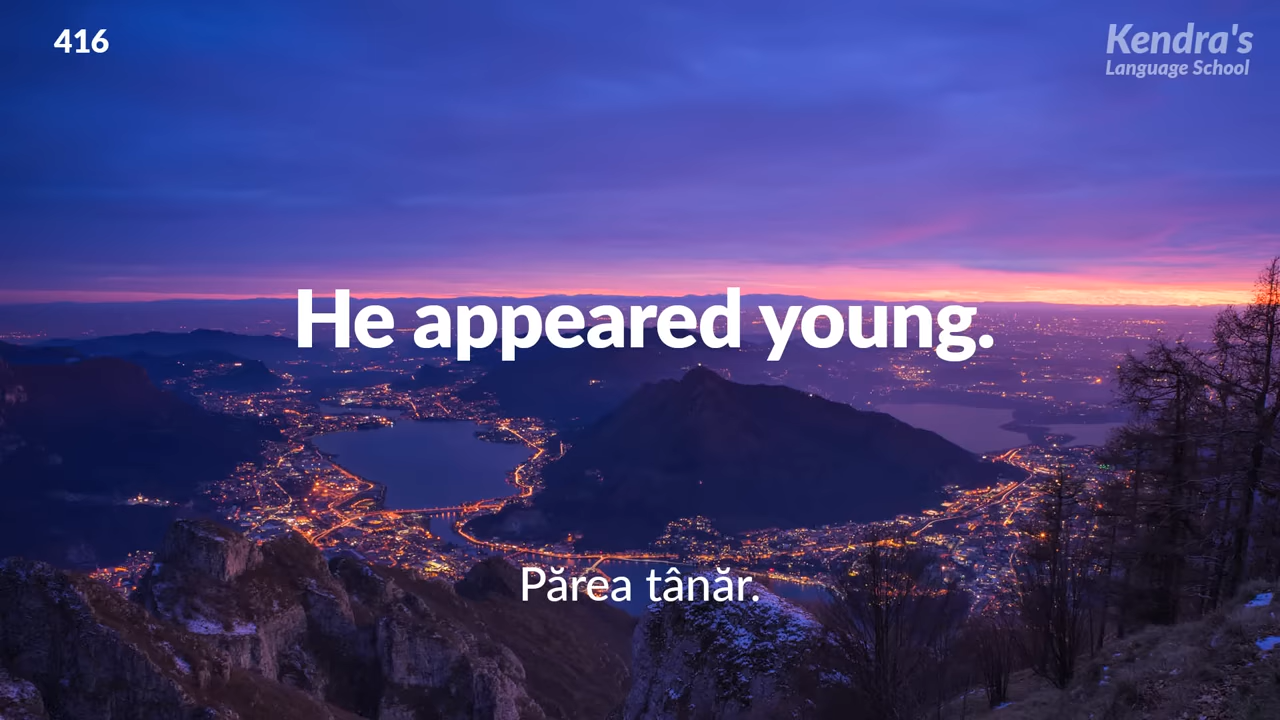 416
Kendra's
Language School
He appeared young.
Părea tânăr.